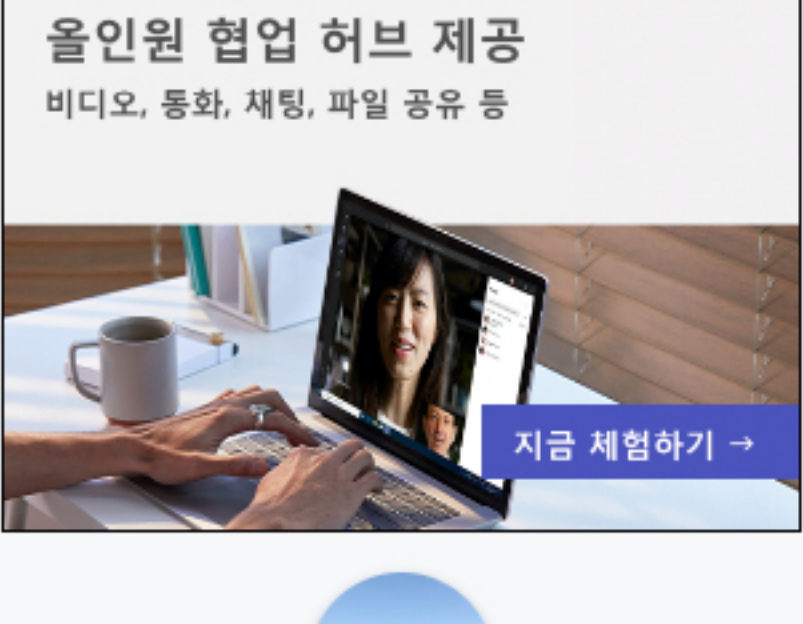 올인원 협업 허브 제공
비디오, 통화, 채팅, 파일 공유 등
지금 체험하기 →